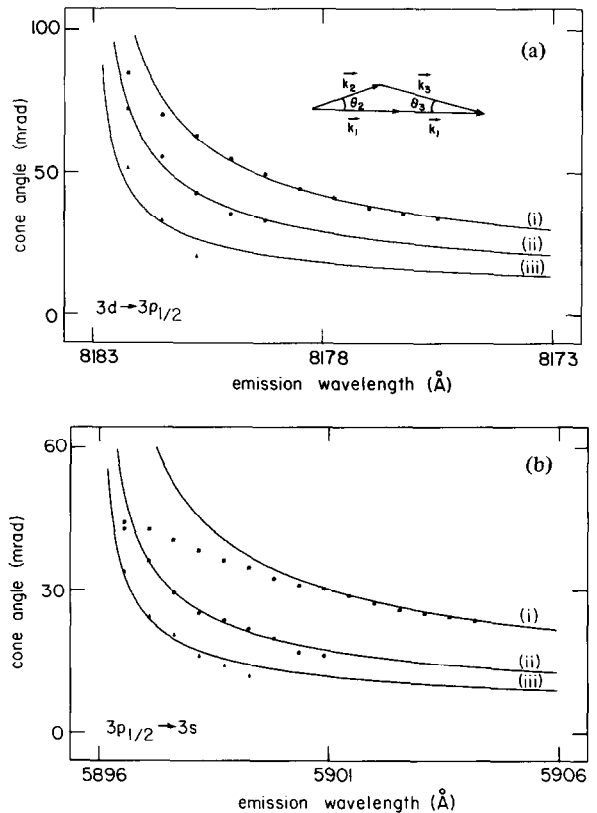 (a)
100
50
0
cone angle (mrad)
k₂ k₃
θ₂ θ₃
k₁ k₁
(i)
(ii)
(iii)
3d→3p1/2
8183 8178 8173
emission wavelength (Å)
(b)
60
30
0
cone angle (mrad)
(i)
(ii)
(iii)
3p1/2→3s
5896 5901 5906
emission wavelength (Å)